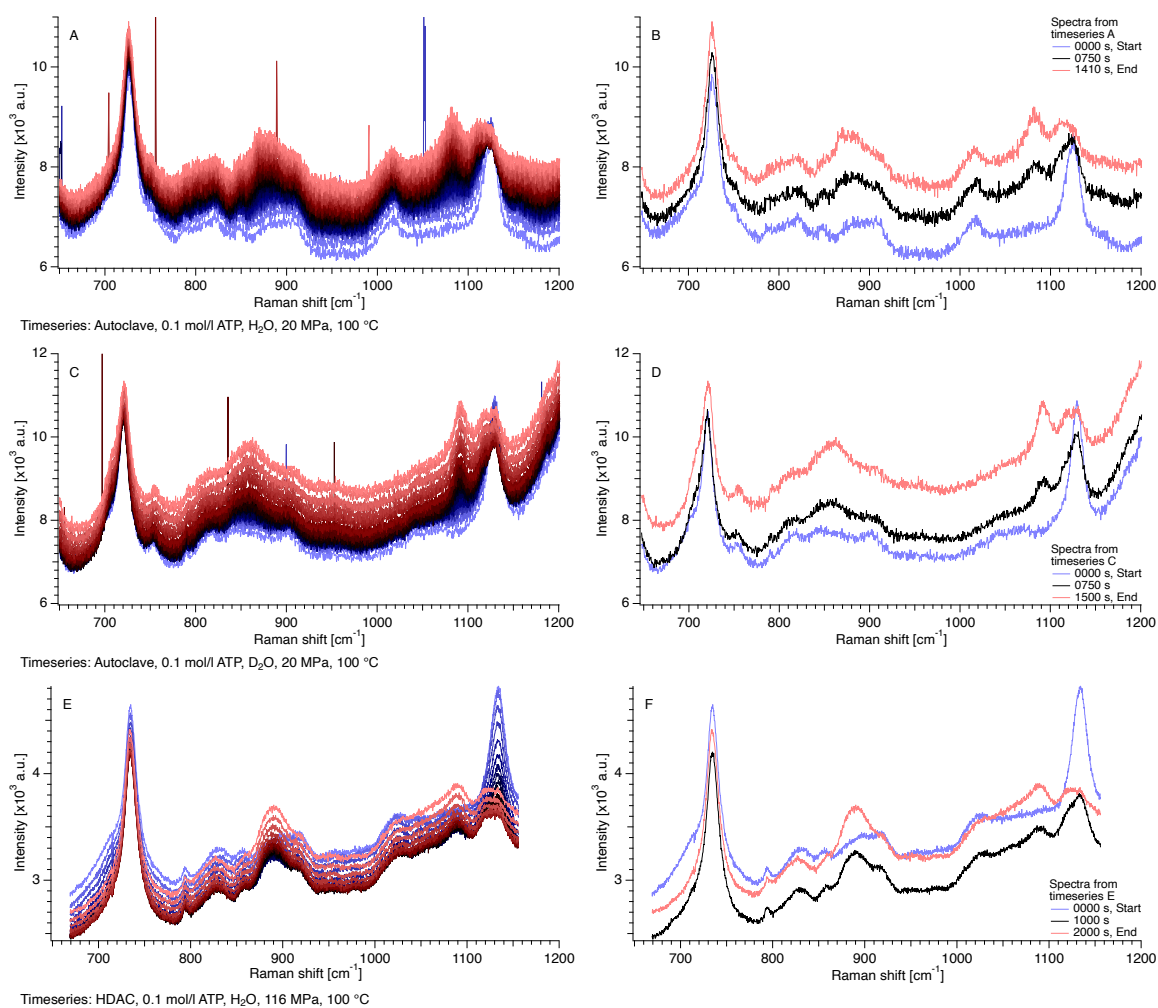 A
Intensity [x10³ a.u.]
10
8
6
700 800 900 1000 1100 1200
Raman shift [cm⁻¹]
B
Spectra from
timeseries A
0000 s, Start
0750 s
1410 s, End
Intensity [x10³ a.u.]
10
8
6
700 800 900 1000 1100 1200
Raman shift [cm⁻¹]
Timeseries: Autoclave, 0.1 mol/l ATP, H₂O, 20 MPa, 100 °C
C
Intensity [x10³ a.u.]
12
10
8
6
700 800 900 1000 1100 1200
Raman shift [cm⁻¹]
D
Intensity [x10³ a.u.]
12
10
8
6
Spectra from
timeseries C
0000 s, Start
0750 s
1500 s, End
700 800 900 1000 1100 1200
Raman shift [cm⁻¹]
Timeseries: Autoclave, 0.1 mol/l ATP, D₂O, 20 MPa, 100 °C
E
Intensity [x10³ a.u.]
4
3
700 800 900 1000 1100 1200
Raman shift [cm⁻¹]
F
Intensity [x10³ a.u.]
4
3
Spectra from
timeseries E
0000 s, Start
1000 s
2000 s, End
700 800 900 1000 1100 1200
Raman shift [cm⁻¹]
Timeseries: HDAC, 0.1 mol/l ATP, H₂O, 116 MPa, 100 °C